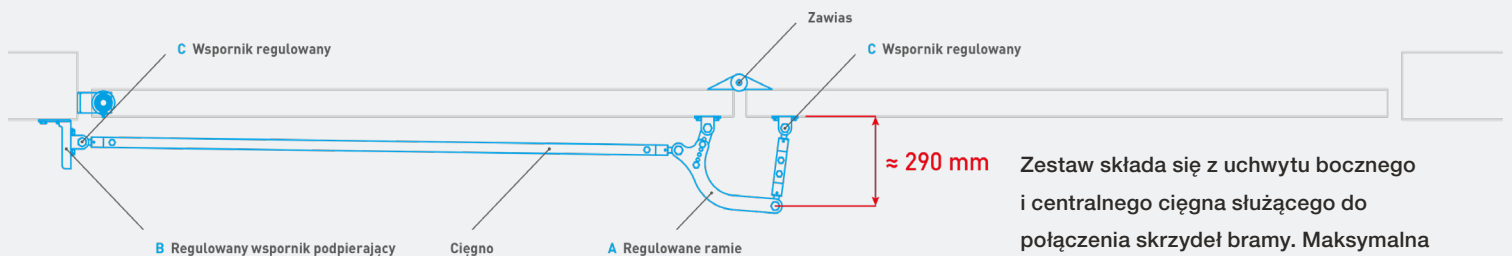 Zawias
C Wspornik regulowany
C Wspornik regulowany
≈ 290 mm
Zestaw składa się z uchwytu bocznego
i centralnego cięgna służącego do
połączenia skrzydeł bramy. Maksymalna
B Regulowany wspornik podpierający
Cięgno
A Regulowane ramie